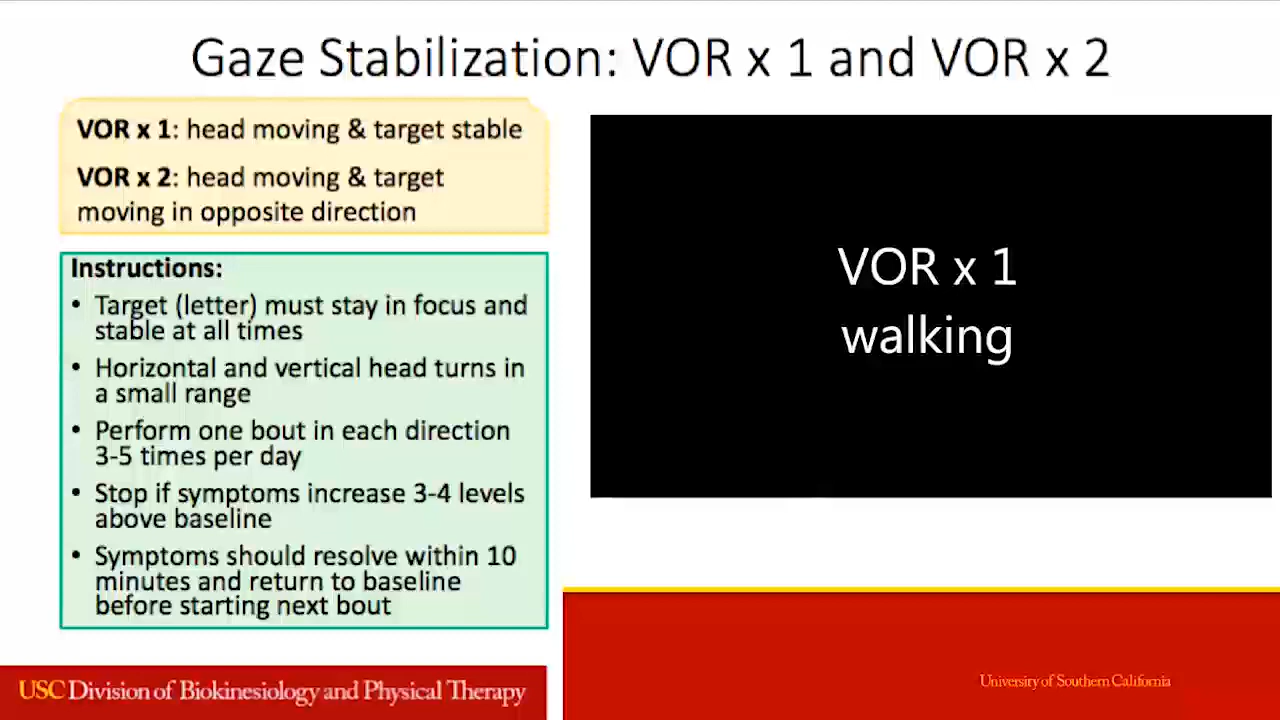 Gaze Stabilization: VOR x 1 and VOR x 2
VOR x 1: head moving & target stable
VOR x 2: head moving & target
moving in opposite direction
Instructions:
• Target (letter) must stay in focus and
stable at all times
• Horizontal and vertical head turns in
a small range
• Perform one bout in each direction
3-5 times per day
• Stop if symptoms increase 3-4 levels
above baseline
• Symptoms should resolve within 10
minutes and return to baseline
before starting next bout
VOR x 1
walking
USC Division of Biokinesiology and Physical Therapy
University of Southern California